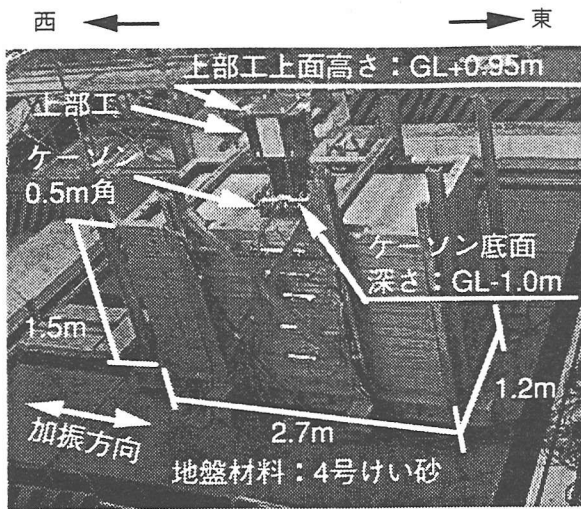 西
東
上部工上面高さ：GL+0.95m
上部工
ケーソン
0.5m角
ケーソン底面
深さ：GL-1.0m
1.5m
1.2m
加振方向
2.7m
地盤材料：4号けい砂